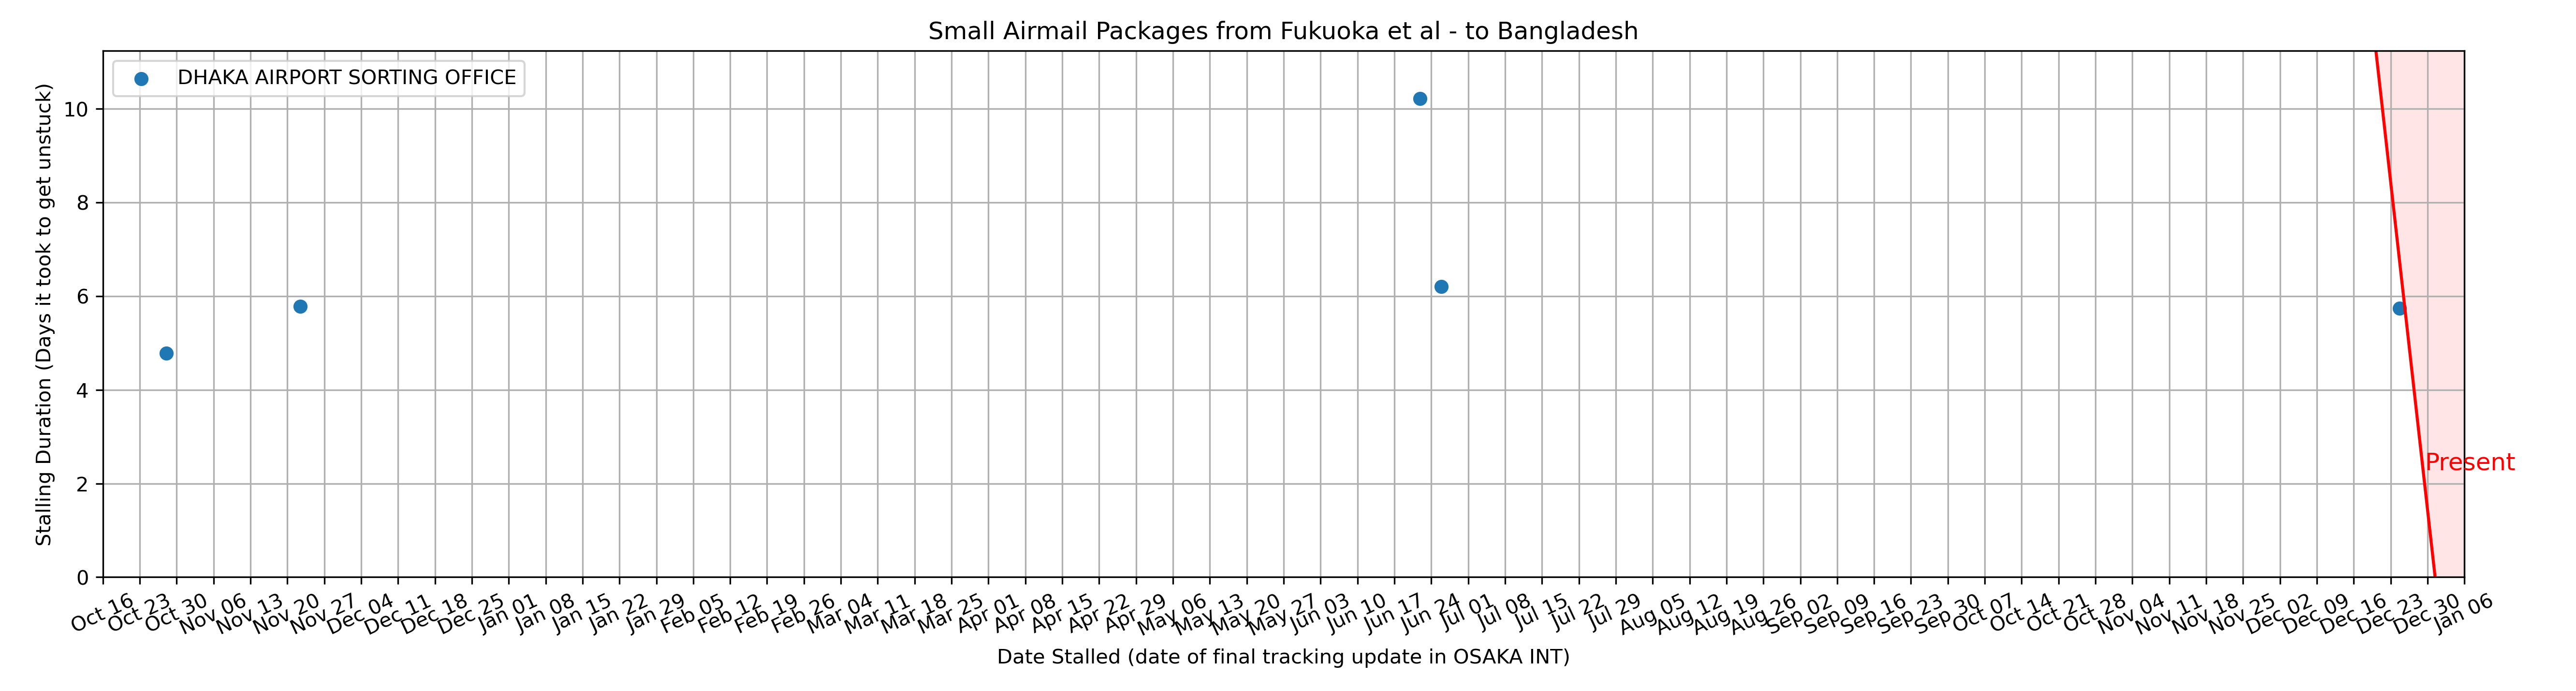 Small Airmail Packages from Fukuoka et al - to Bangladesh
DHAKA AIRPORT SORTING OFFICE
Stalling Duration (Days it took to get unstuck)
10
8
6
4
2
0
Present
Oct 16 Oct 23 Oct 30 Nov 06 Nov 13 Nov 20 Nov 27 Dec 04 Dec 11 Dec 18 Dec 25 Jan 01 Jan 08 Jan 15 Jan 22 Jan 29 Feb 05 Feb 12 Feb 19 Feb 26 Mar 04 Mar 11 Mar 18 Mar 25 Apr 01 Apr 08 Apr 15 Apr 22 Apr 29 May 06 May 13 May 20 May 27 Jun 03 Jun 10 Jun 17 Jun 24 Jul 01 Jul 08 Jul 15 Jul 22 Jul 29 Aug 05 Aug 12 Aug 19 Aug 26 Sep 02 Sep 09 Sep 16 Sep 23 Sep 30 Oct 07 Oct 14 Oct 21 Oct 28 Nov 04 Nov 11 Nov 18 Nov 25 Dec 02 Dec 09 Dec 16 Dec 23 Dec 30 Jan 06
Date Stalled (date of final tracking update in OSAKA INT)